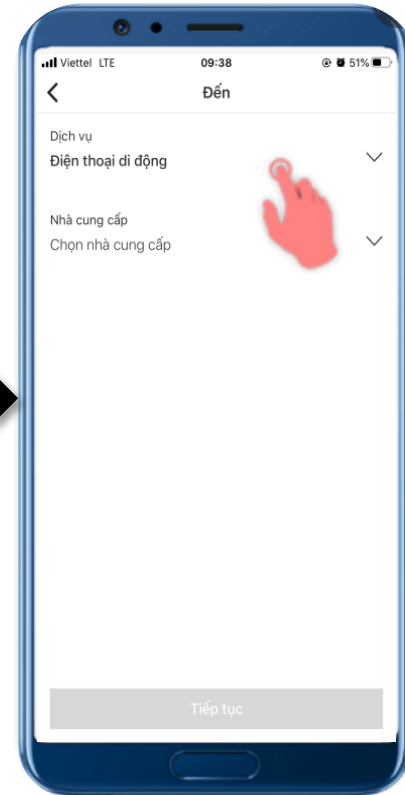 Viettel LTE 09:38 51%
Đến
Dịch vụ
Điện thoại di động
Nhà cung cấp
Chọn nhà cung cấp
Tiếp tục